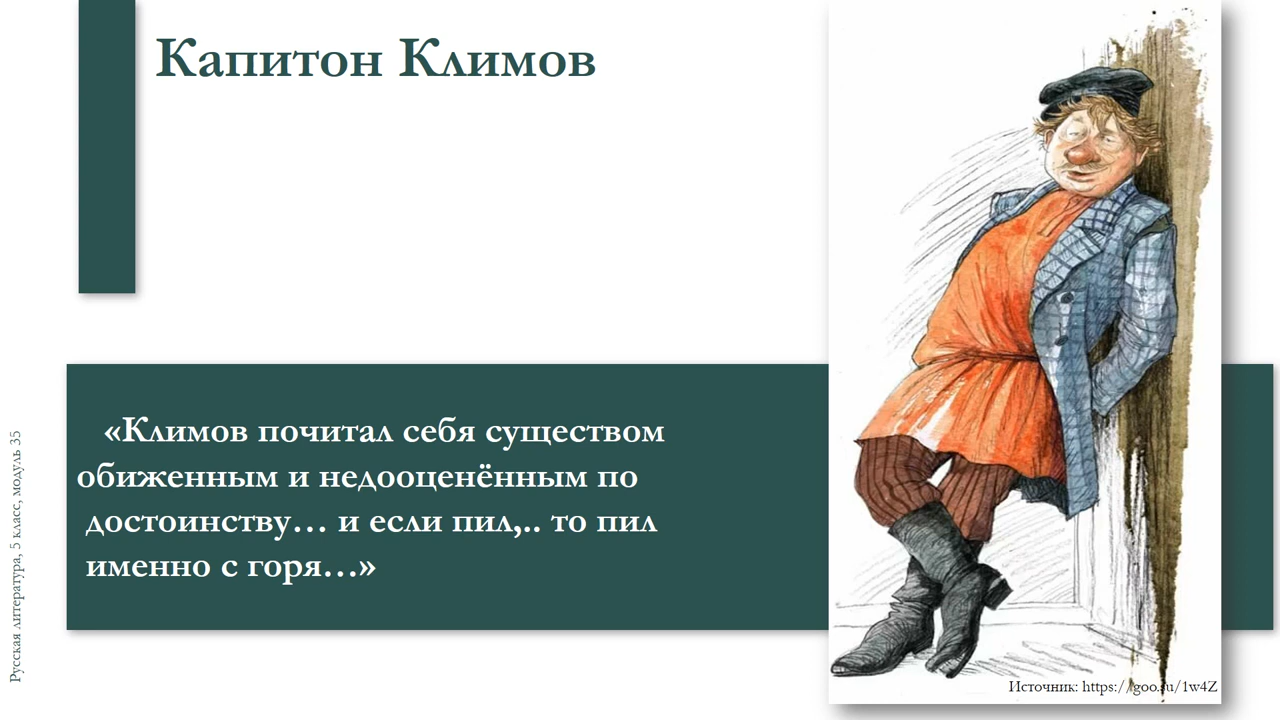 Капитон Климов
«Климов почитал себя существом
обиженным и недооценённым по
достоинству… и если пил,.. то пил
именно с горя…»
Русская литература, 5 класс, модуль 35
Источник: https://goo.su/1w4Z